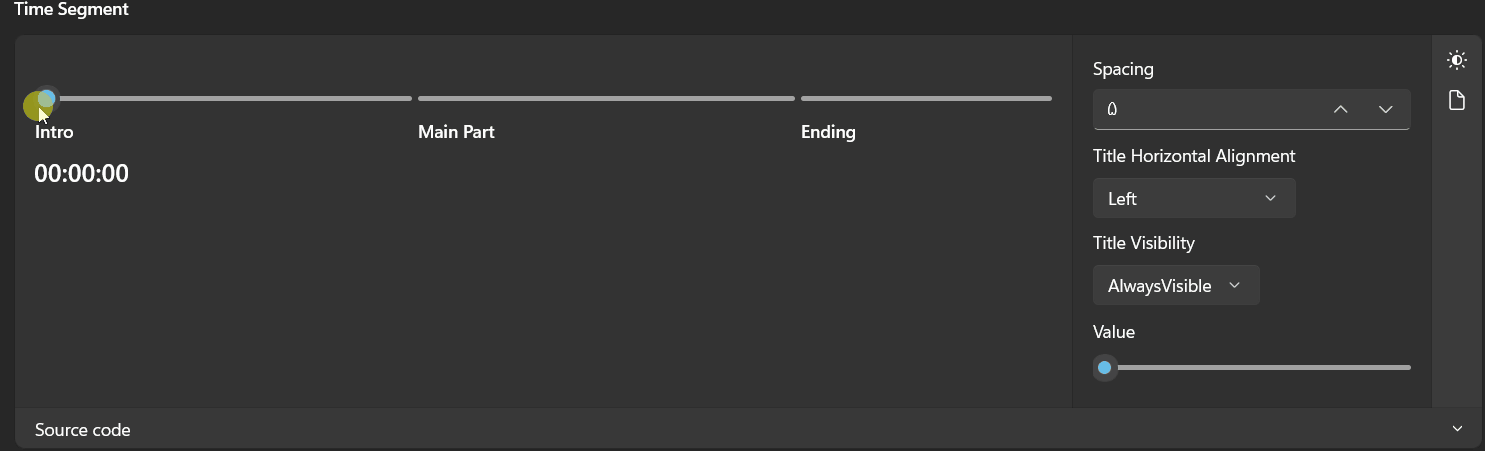 Time Segment
Intro
Main Part
Ending
00:00:00
Spacing
۵
Title Horizontal Alignment
Left
Title Visibility
AlwaysVisible
Value
Source code